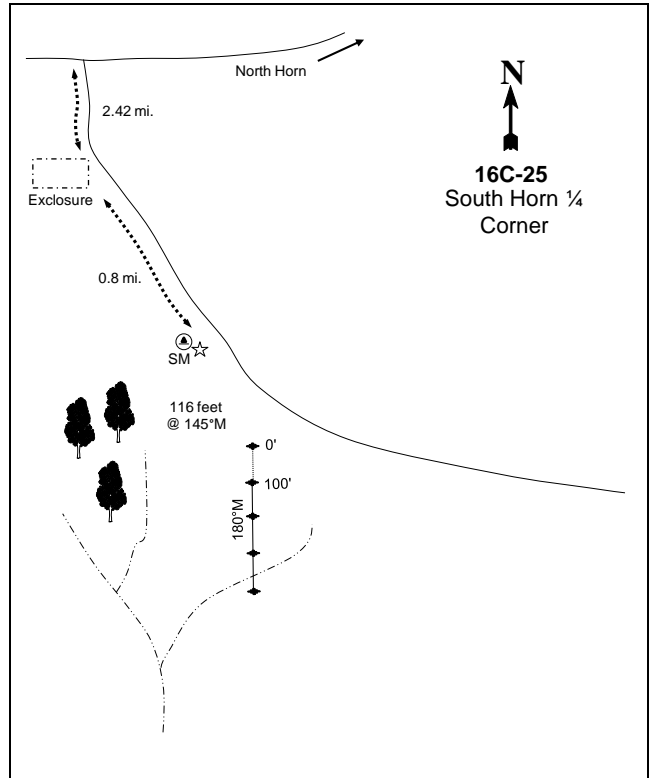 North Horn
N
2.42 mi.
16C-25
South Horn ¼
Corner
Exclosure
0.8 mi.
SM
116 feet
@ 145°M
0'
100'
180°M